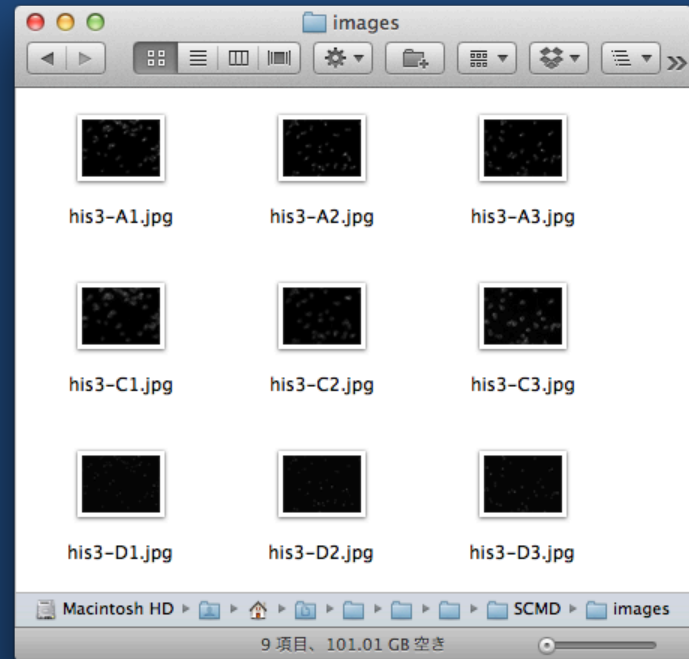 images
his3-A1.jpg his3-A2.jpg his3-A3.jpg
his3-C1.jpg his3-C2.jpg his3-C3.jpg
his3-D1.jpg his3-D2.jpg his3-D3.jpg
Macintosh HD SCMD images
9 項目、101.01 GB 空き